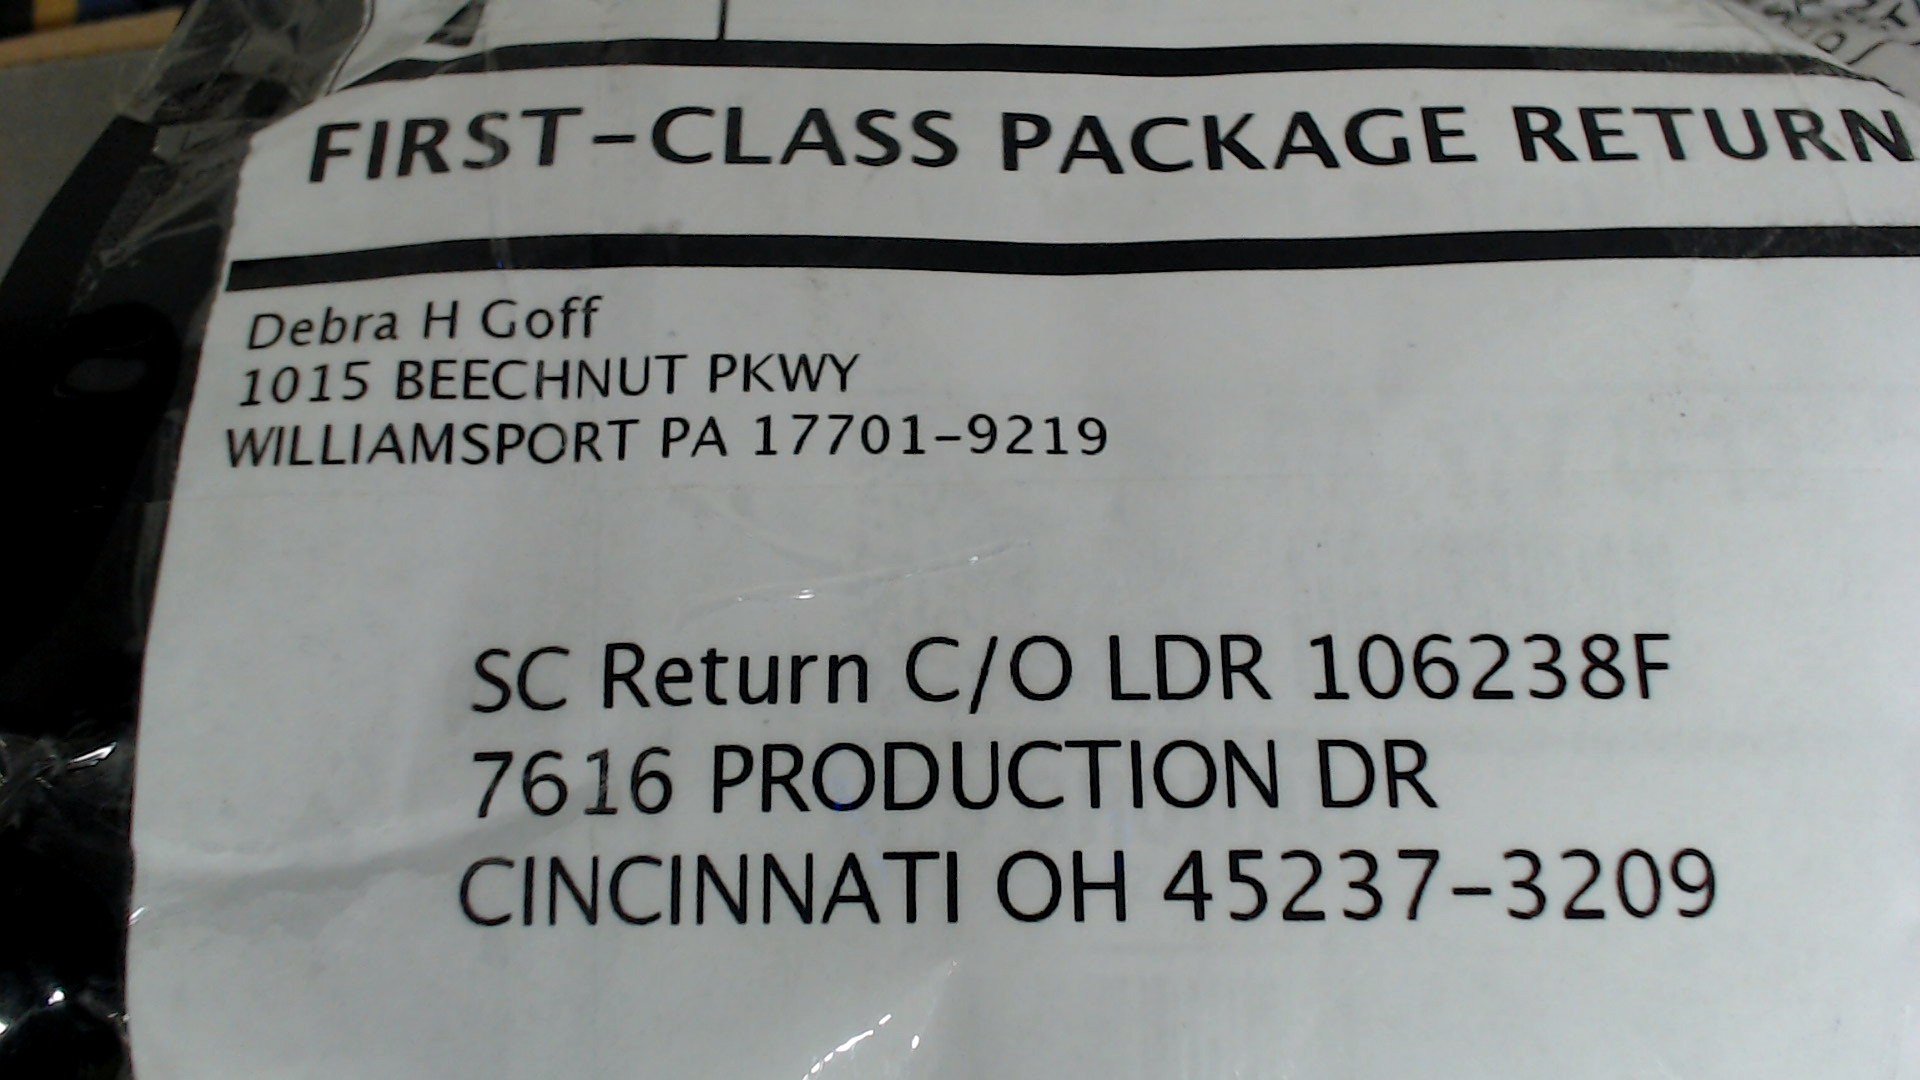 FIRST-CLASS PACKAGE RETURN
Debra H Goff
1015 BEECHNUT PKWY
WILLIAMSPORT PA 17701-9219
SC Return C/O LDR 106238F
7616 PRODUCTION DR
CINCINNATI OH 45237-3209